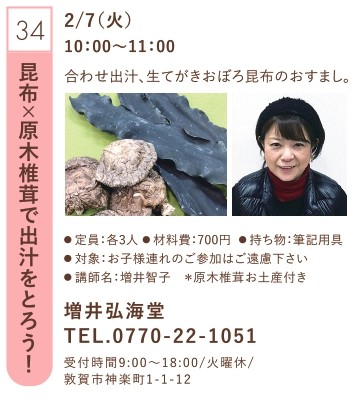 34
昆布×原木椎茸で出汁をとろう！
2/7（火）
10:00〜11:00
合わせ出汁、生てがきおぼろ昆布のおすまし。
●定員：各3人 ●材料費：700円 ●持ち物：筆記用具
●対象：お子様連れのご参加はご遠慮下さい
●講師名：増井智子　＊原木椎茸お土産付き
増井弘海堂
TEL.0770-22-1051
受付時間9:00〜18:00/火曜休/
敦賀市神楽町1-1-12